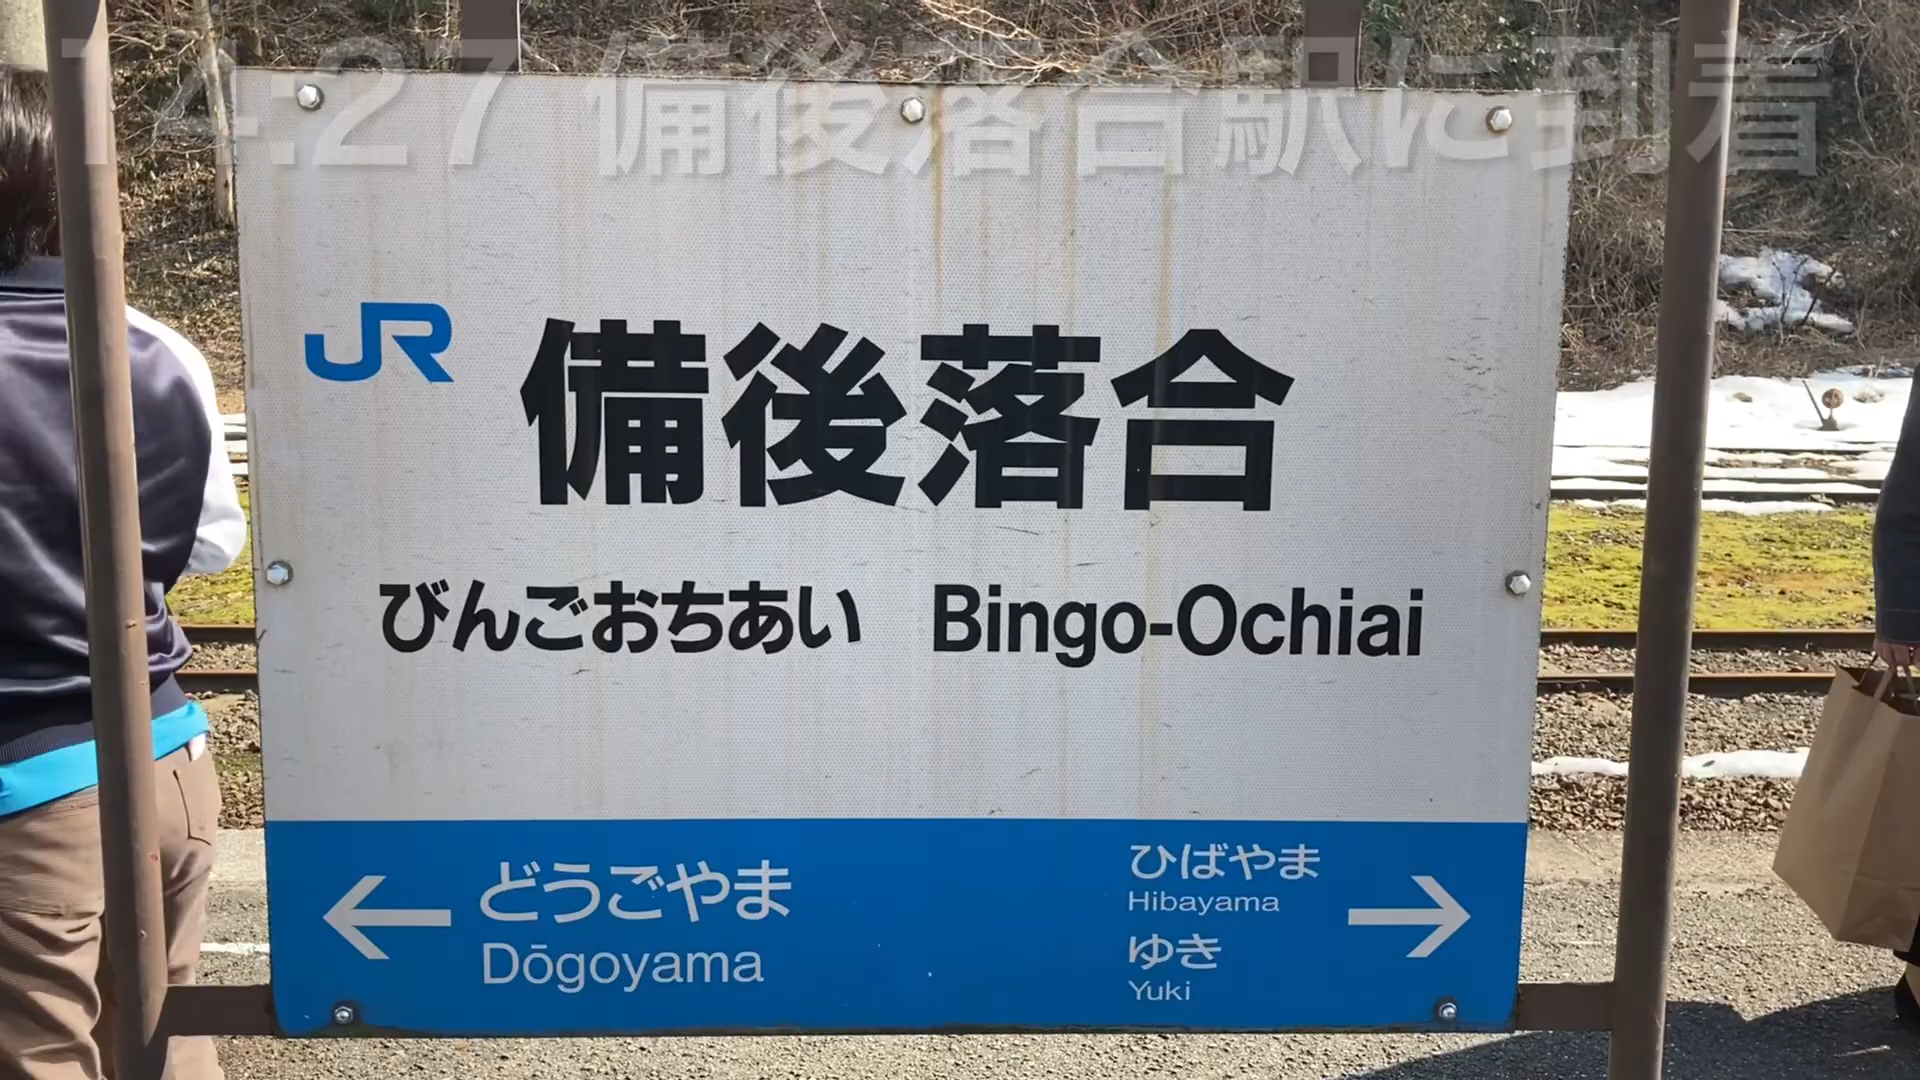 14:27 備後落合駅に到着
JR 備後落合
びんごおちあい Bingo-Ochiai
← どうごやま
Dōgoyama
ひばやま →
Hibayama
ゆき
Yuki